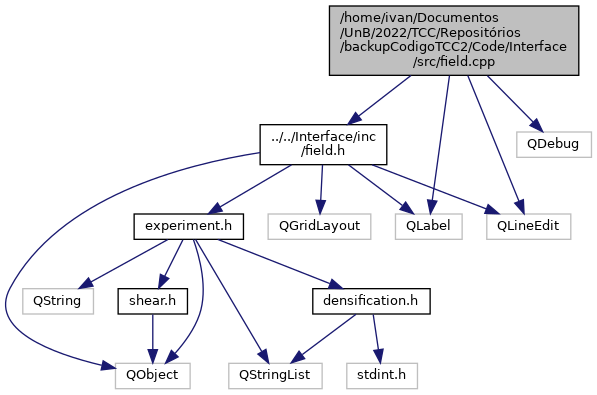 /home/ivan/Documentos
/UnB/2022/TCC/Repositórios
/backupCodigoTCC2/Code/Interface
/src/field.cpp
../../Interface/inc
/field.h
QDebug
experiment.h
QGridLayout
QLabel
QLineEdit
QString
shear.h
densification.h
QObject
QStringList
stdint.h